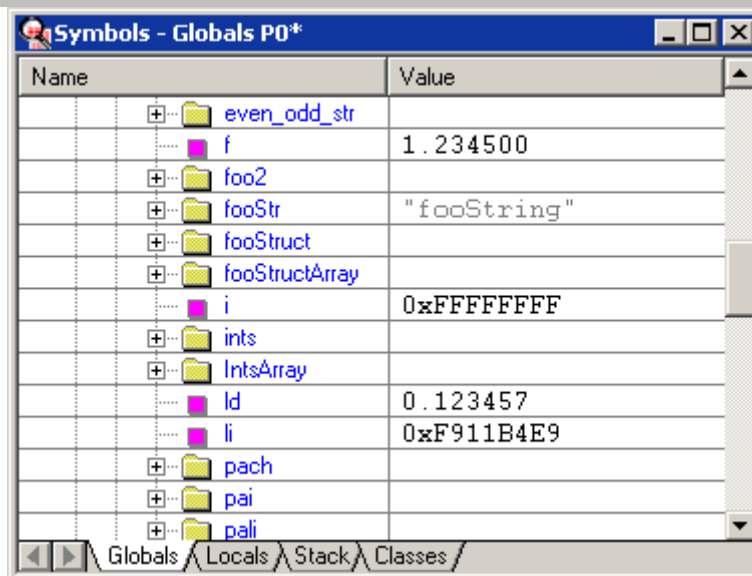 Symbols - Globals P0*
Name Value
even_odd_str
f 1.234500
foo2
fooStr "fooString"
fooStruct
fooStructArray
i 0xFFFFFFFF
ints
IntsArray
ld 0.123457
li 0xF911B4E9
pach
pai
pali
Globals Locals Stack Classes